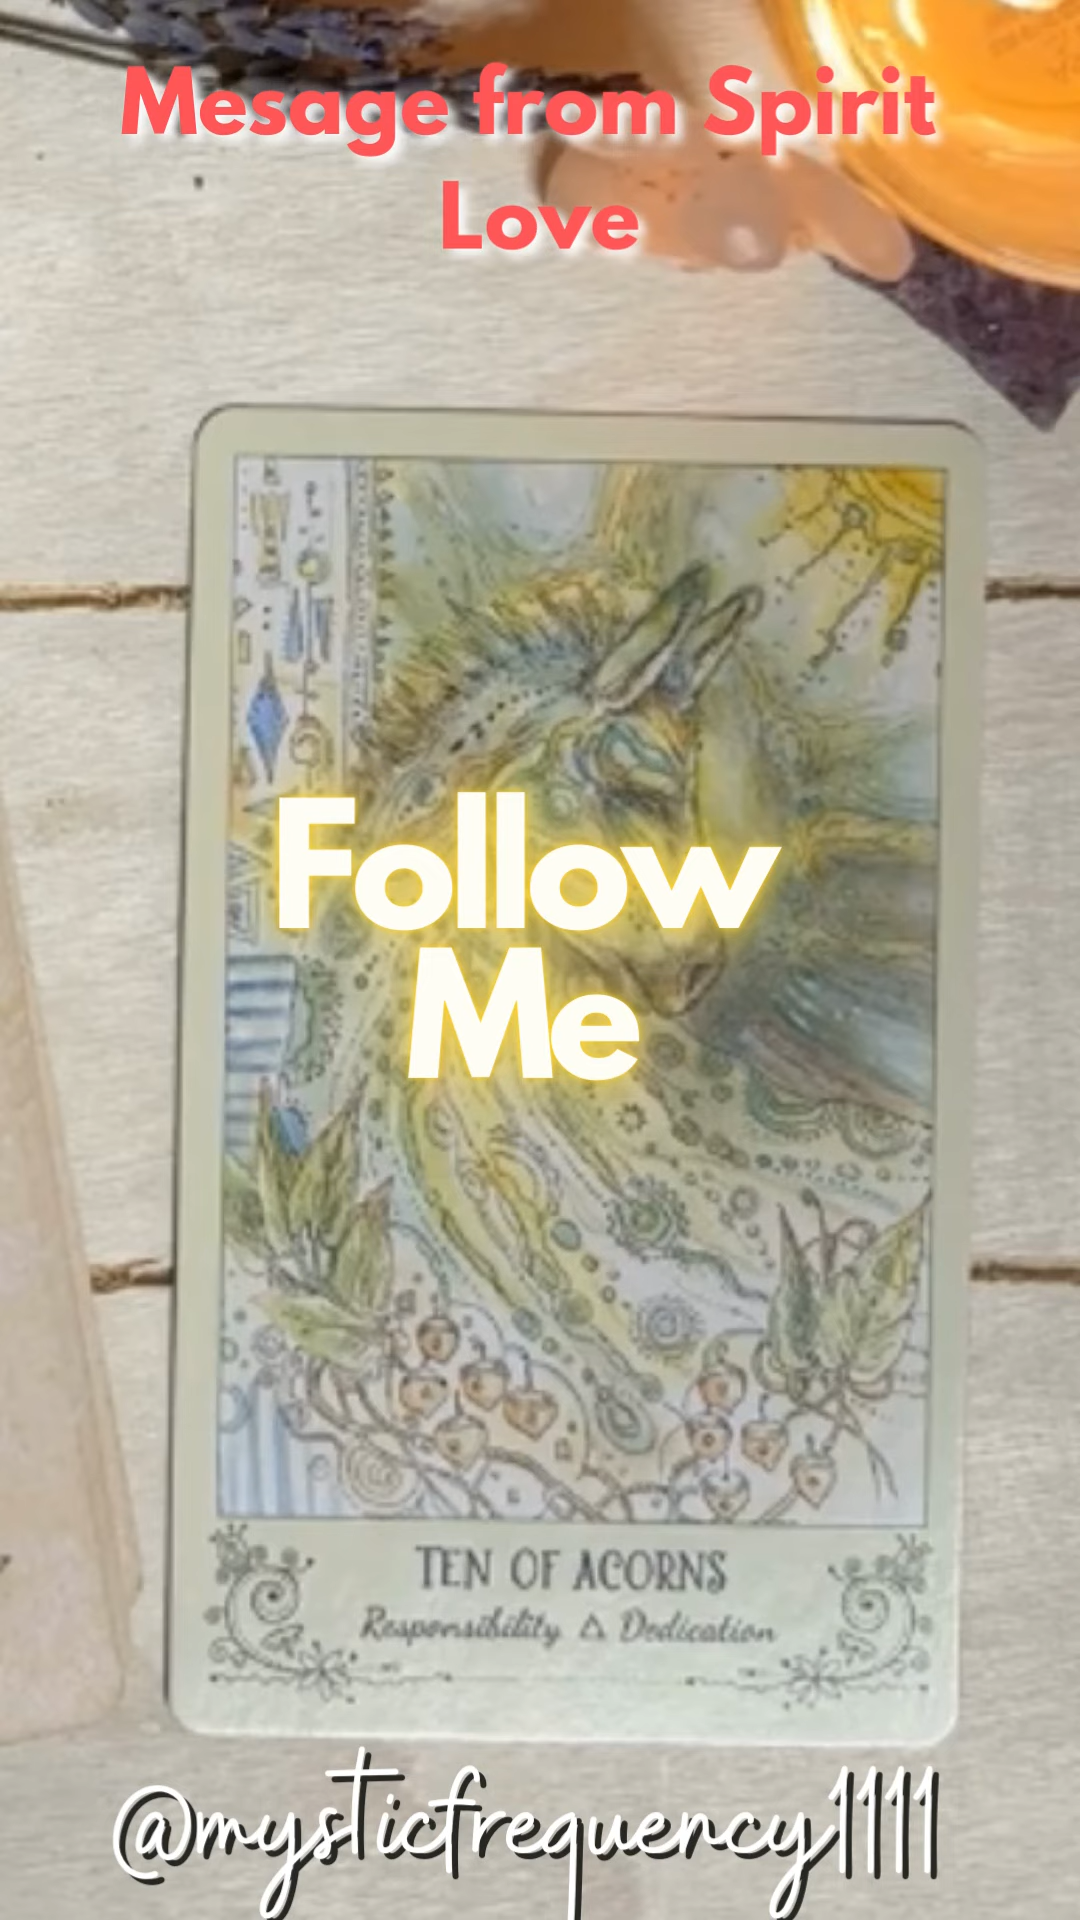 Mesage from Spirit
Love
Follow
Me
TEN OF ACORNS
Responsibility △ Dedication
@mysticfrequency1111